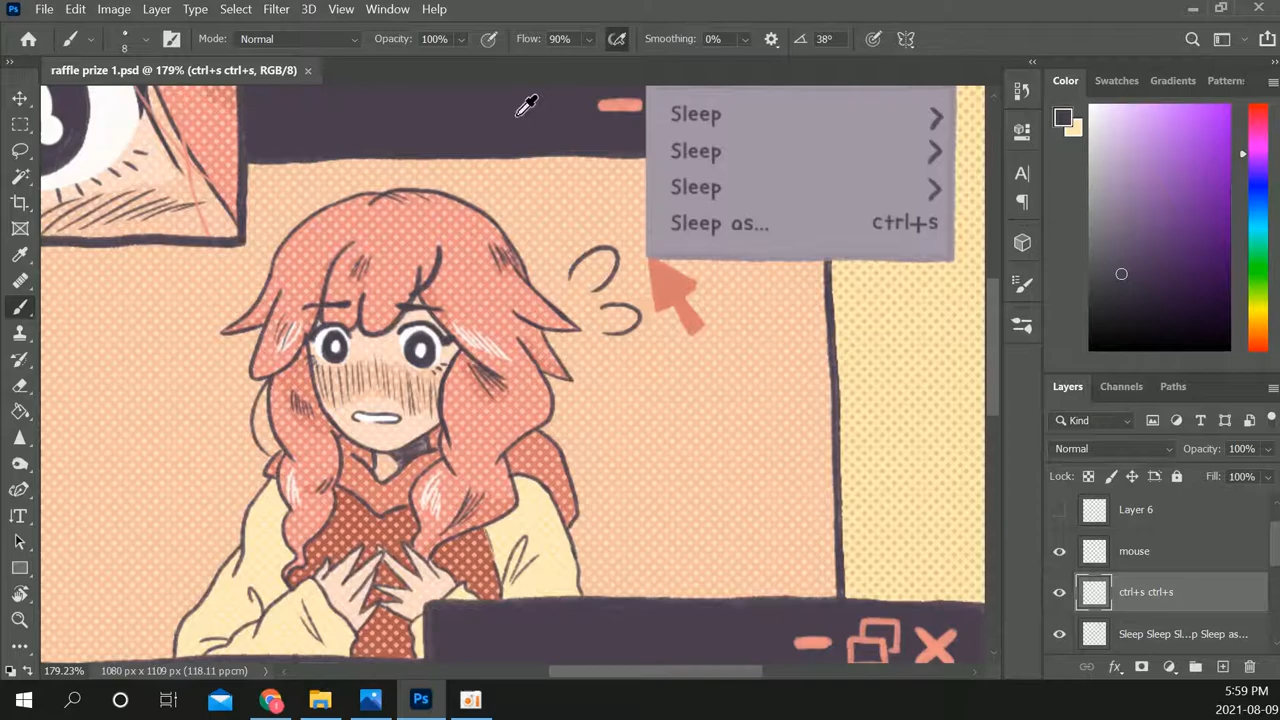 Ps File Edit Image Layer Type Select Filter 3D View Window Help
8 Mode: Normal Opacity: 100% Flow: 90% Smoothing: 0% 38°
raffle prize 1.psd @ 179% (ctrl+s ctrl+s, RGB/8) ×
Color Swatches Gradients Pattern:
Sleep
Sleep
Sleep
Sleep as... ctrl+s
Layers Channels Paths
Kind
Normal Opacity: 100%
Lock: Fill: 100%
Layer 6
mouse
ctrl+s ctrl+s
Sleep Sleep Sl...p Sleep as...
179.23% 1080 px x 1109 px (118.11 ppcm)
Ps
5:59 PM
2021-08-09